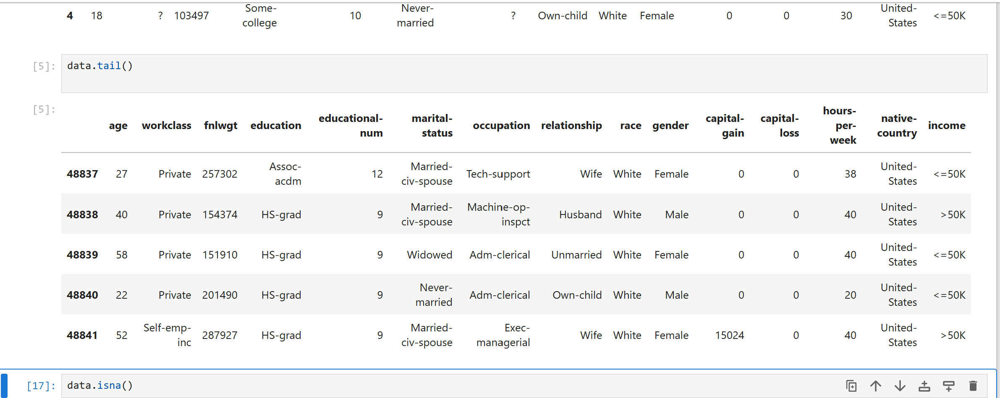 Some- Never- United-
4 18 ? 103497 10 ? Own-child White Female 0 0 30 <=50K
college married States
[5]: data.tail()
[5]:
hours-
educational- marital- capital- capital- native-
age workclass fnlwgt education occupation relationship race gender per- income
num status gain loss country
week
Assoc- Married- United-
48837 27 Private 257302 12 Tech-support Wife White Female 0 0 38 <=50K
acdm civ-spouse States
Married- Machine-op- United-
48838 40 Private 154374 HS-grad 9 Husband White Male 0 0 40 >50K
civ-spouse inspct States
United-
48839 58 Private 151910 HS-grad 9 Widowed Adm-clerical Unmarried White Female 0 0 40 <=50K
States
Never- United-
48840 22 Private 201490 HS-grad 9 Adm-clerical Own-child White Male 0 0 20 <=50K
married States
Self-emp- Married- Exec- United-
48841 52 287927 HS-grad 9 Wife White Female 15024 0 40 >50K
inc civ-spouse managerial States
[17]: data.isna()